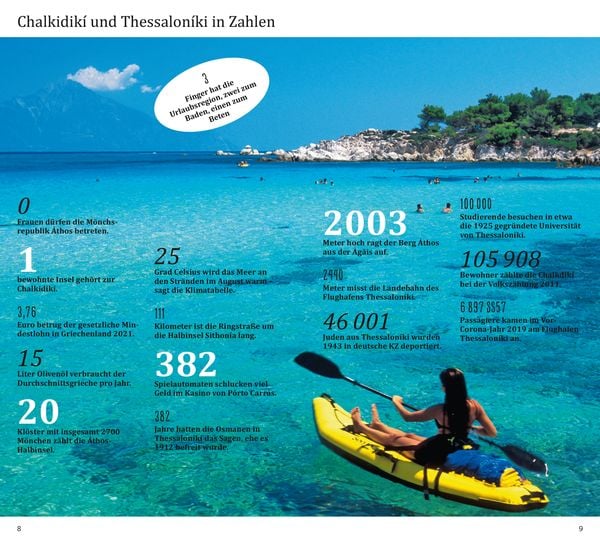 Chalkidikí und Thessaloníki in Zahlen
3
Finger hat die
Urlaubsregion, zwei zum
Baden, einen zum
Beten
0
Frauen dürfen die Mönchs-
republik Áthos betreten.
1
bewohnte Insel gehört zur
Chalkidiki.
3,76
Euro betrug der gesetzliche Min-
destlohn in Griechenland 2021.
15
Liter Olivenöl verbraucht der
Durchschnittsgrieche pro Jahr.
20
Klöster mit insgesamt 2700
Mönchen zählt die Áthos-
Halbinsel.
25
Grad Celsius wird das Meer an
den Stränden im August warm
sagt die Klimatabelle.
111
Kilometer ist die Ringstraße um
die Halbinsel Sithonía lang.
382
Spielautomaten schlucken viel
Geld im Kasino von Pórto Carrás.
382
Jahre hatten die Osmanen in
Thessaloníki das Sagen, ehe es
1912 befreit wurde.
2003
Meter hoch ragt der Berg Áthos
aus der Ägäis auf.
2440
Meter misst die Landebahn des
Flughafens Thessaloníki.
46 001
Juden aus Thessaloníki wurden
1943 in deutsche KZ deportiert.
100 000
Studierende besuchen in etwa
die 1925 gegründete Universität
von Thessaloníki.
105 908
Bewohner zählte die Chalkdiki
bei der Volkszählung 2011.
6 897 3557
Passagiere kamen im Vor-
Corona-Jahr 2019 am Flughafen
Thessaloníki an.
8
9